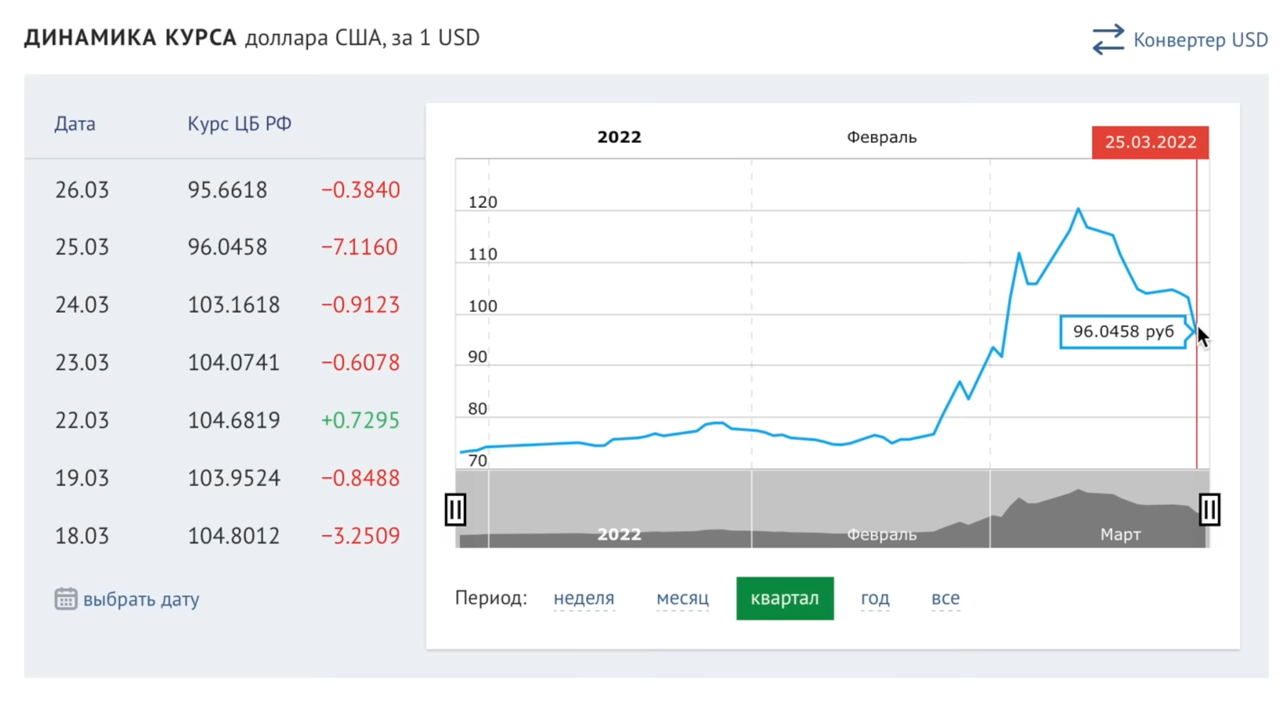 ДИНАМИКА КУРСА доллара США, за 1 USD
Конвертер USD
Дата Курс ЦБ РФ
26.03 95.6618 −0.3840
25.03 96.0458 −7.1160
24.03 103.1618 −0.9123
23.03 104.0741 −0.6078
22.03 104.6819 +0.7295
19.03 103.9524 −0.8488
18.03 104.8012 −3.2509
выбрать дату
2022 Февраль 25.03.2022
120
110
100
96.0458 руб
90
80
70
2022 Февраль Март
Период: неделя месяц квартал год все